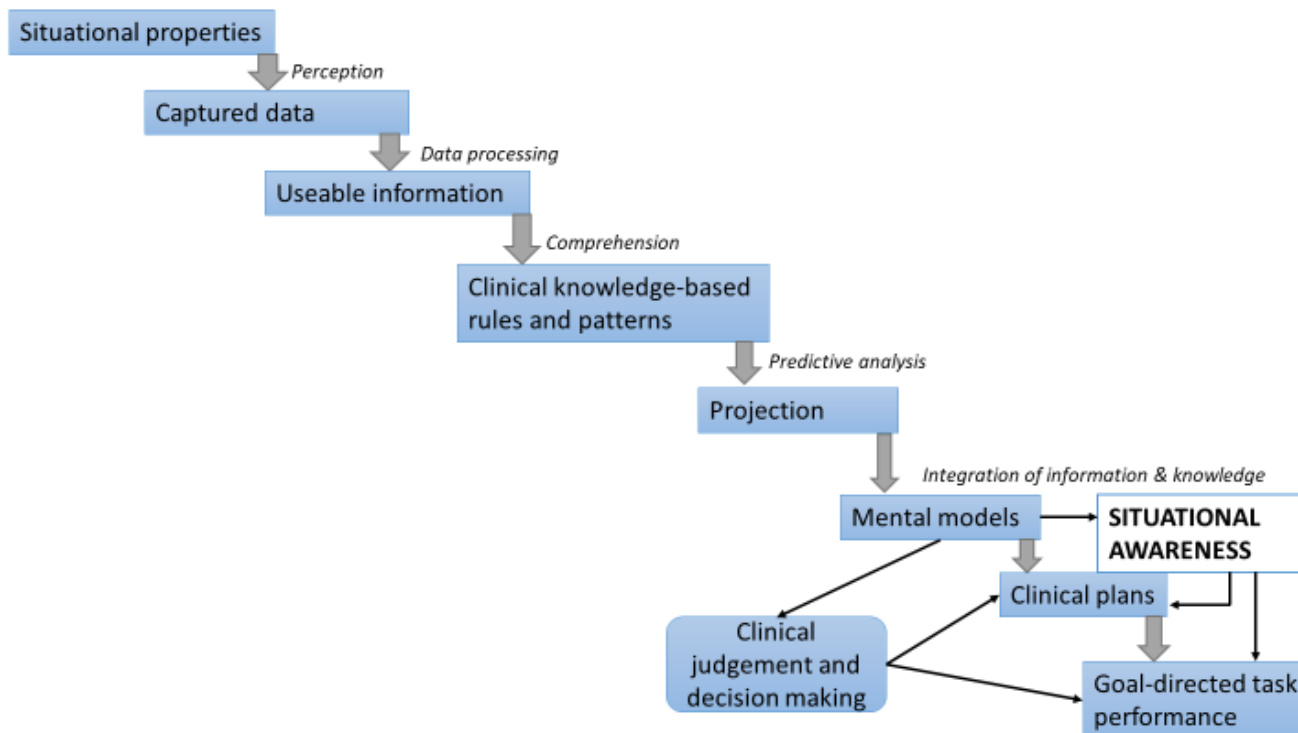 Situational properties
Perception
Captured data
Data processing
Useable information
Comprehension
Clinical knowledge-based
rules and patterns
Predictive analysis
Projection
Integration of information & knowledge
Mental models
SITUATIONAL
AWARENESS
Clinical plans
Clinical
judgement and
decision making
Goal-directed task
performance